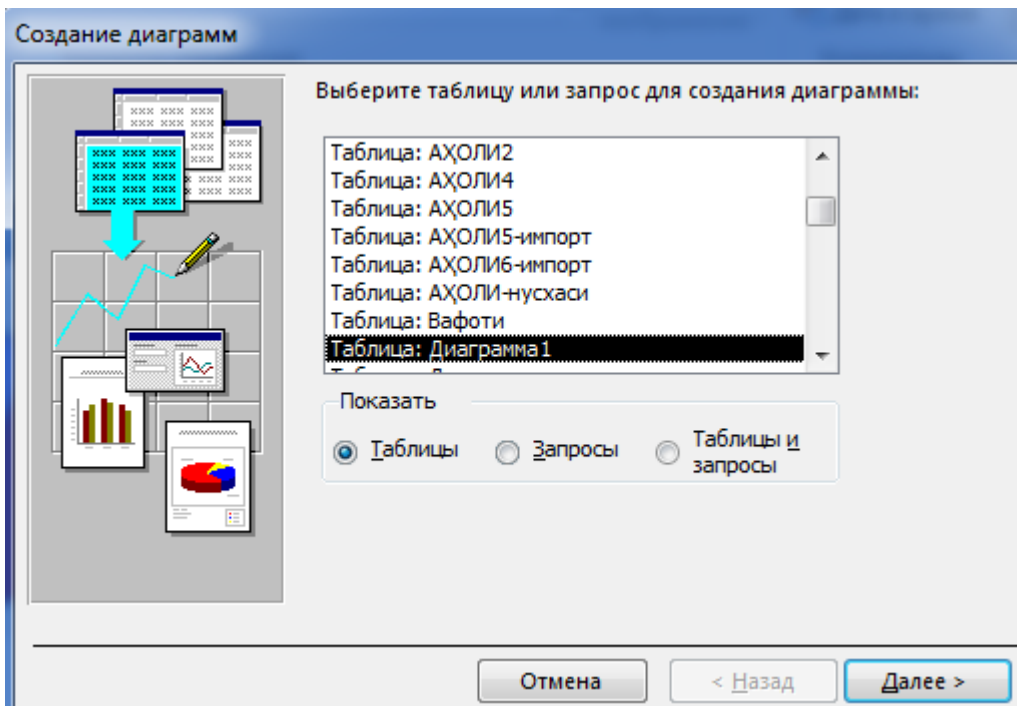 Создание диаграмм
Выберите таблицу или запрос для создания диаграммы:
Таблица: АҲОЛИ2
Таблица: АҲОЛИ4
Таблица: АҲОЛИ5
Таблица: АҲОЛИ5-импорт
Таблица: АҲОЛИ6-импорт
Таблица: АҲОЛИ-нусхаси
Таблица: Вафоти
Таблица: Диаграмма1
Показать
Таблицы
Запросы
Таблицы и
запросы
Отмена
< Назад
Далее >